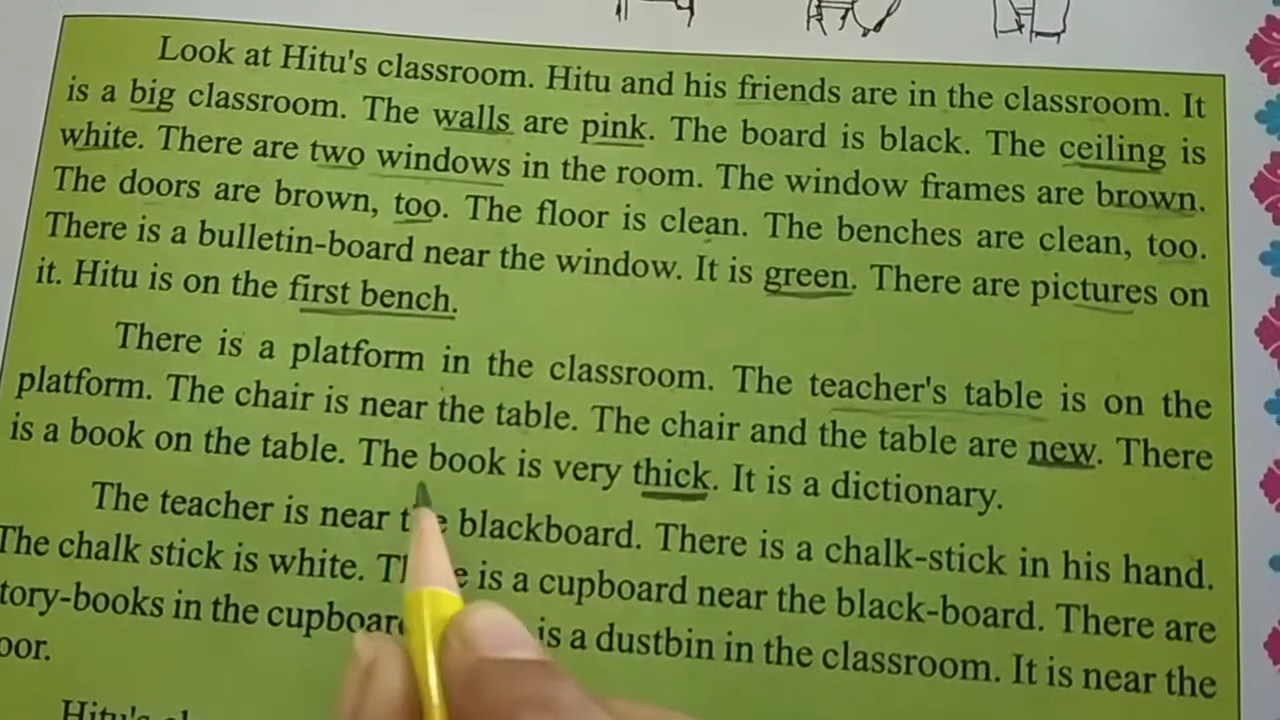 Look at Hitu's classroom. Hitu and his friends are in the classroom. It
is a big classroom. The walls are pink. The board is black. The ceiling is
white. There are two windows in the room. The window frames are brown.
The doors are brown, too. The floor is clean. The benches are clean, too.
There is a bulletin-board near the window. It is green. There are pictures on
it. Hitu is on the first bench.
There is a platform in the classroom. The teacher's table is on the
platform. The chair is near the table. The chair and the table are new. There
is a book on the table. The book is very thick. It is a dictionary.
The teacher is near the blackboard. There is a chalk-stick in his hand.
The chalk stick is white. is a cupboard near the black-board. There are
tory-books in the cupboard is a dustbin in the classroom. It is near the
oor.
Hitu's